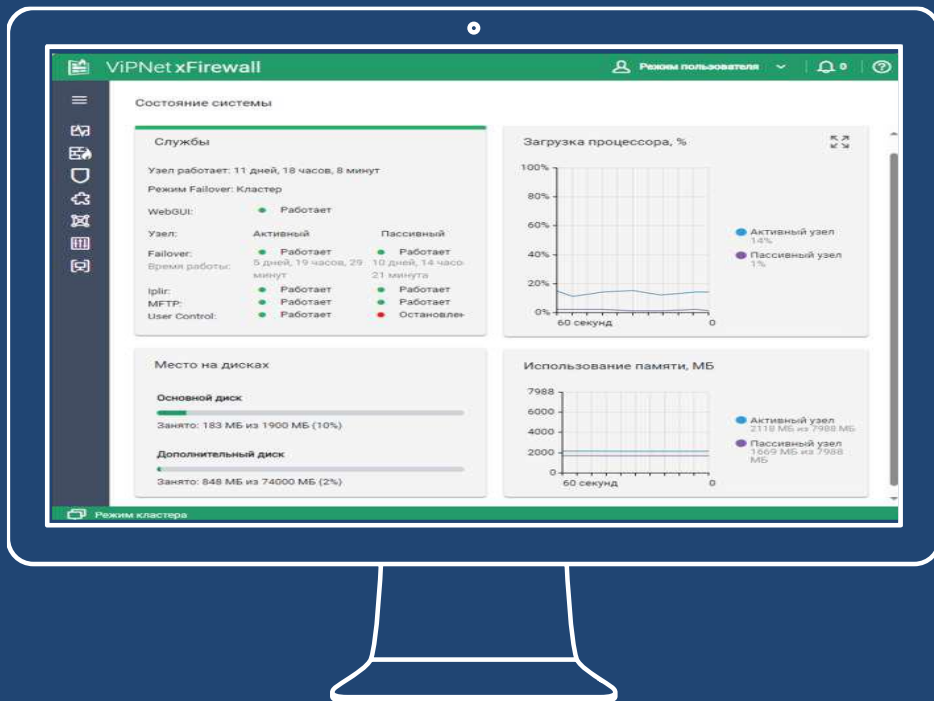 ViPNet xFirewall
Режим пользователя
0
Состояние системы
Службы
Узел работает: 11 дней, 18 часов, 8 минут
Режим Failover: Кластер
WebGUI: Работает
Узел: Активный Пассивный
Failover: Работает Работает
Время работы: 5 дней, 19 часов, 29 минут 10 дней, 14 часо 21 минута
Iplir: Работает Работает
MFTP: Работает Работает
User Control: Работает Остановлен
Загрузка процессора, %
100%
80%
60%
40%
20%
0%
60 секунд 0
Активный узел
14%
Пассивный узел
1%
Место на дисках
Основной диск
Занято: 183 МБ из 1900 МБ (10%)
Дополнительный диск
Занято: 848 МБ из 74000 МБ (2%)
Использование памяти, МБ
7988
6000
4000
2000
0
60 секунд 0
Активный узел
2118 МБ из 7988 МБ
Пассивный узел
1669 МБ из 7988
МБ
Режим кластера